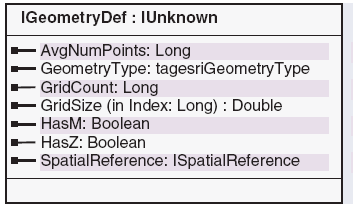 IGeometryDef : IUnknown
AvgNumPoints: Long
GeometryType: tagesriGeometryType
GridCount: Long
GridSize (in Index: Long) : Double
HasM: Boolean
HasZ: Boolean
SpatialReference: ISpatialReference